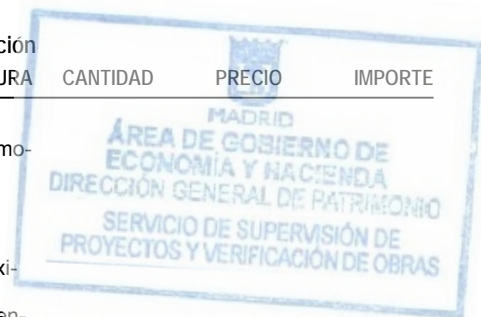 ción
URA CANTIDAD PRECIO IMPORTE
MADRID
mo-
ÁREA DE GOBIERNO DE
ECONOMÍA Y HACIENDA
DIRECCIÓN GENERAL DE PATRIMONIO
SERVICIO DE SUPERVISIÓN DE
PROYECTOS Y VERIFICACIÓN DE OBRAS
xi-
en-